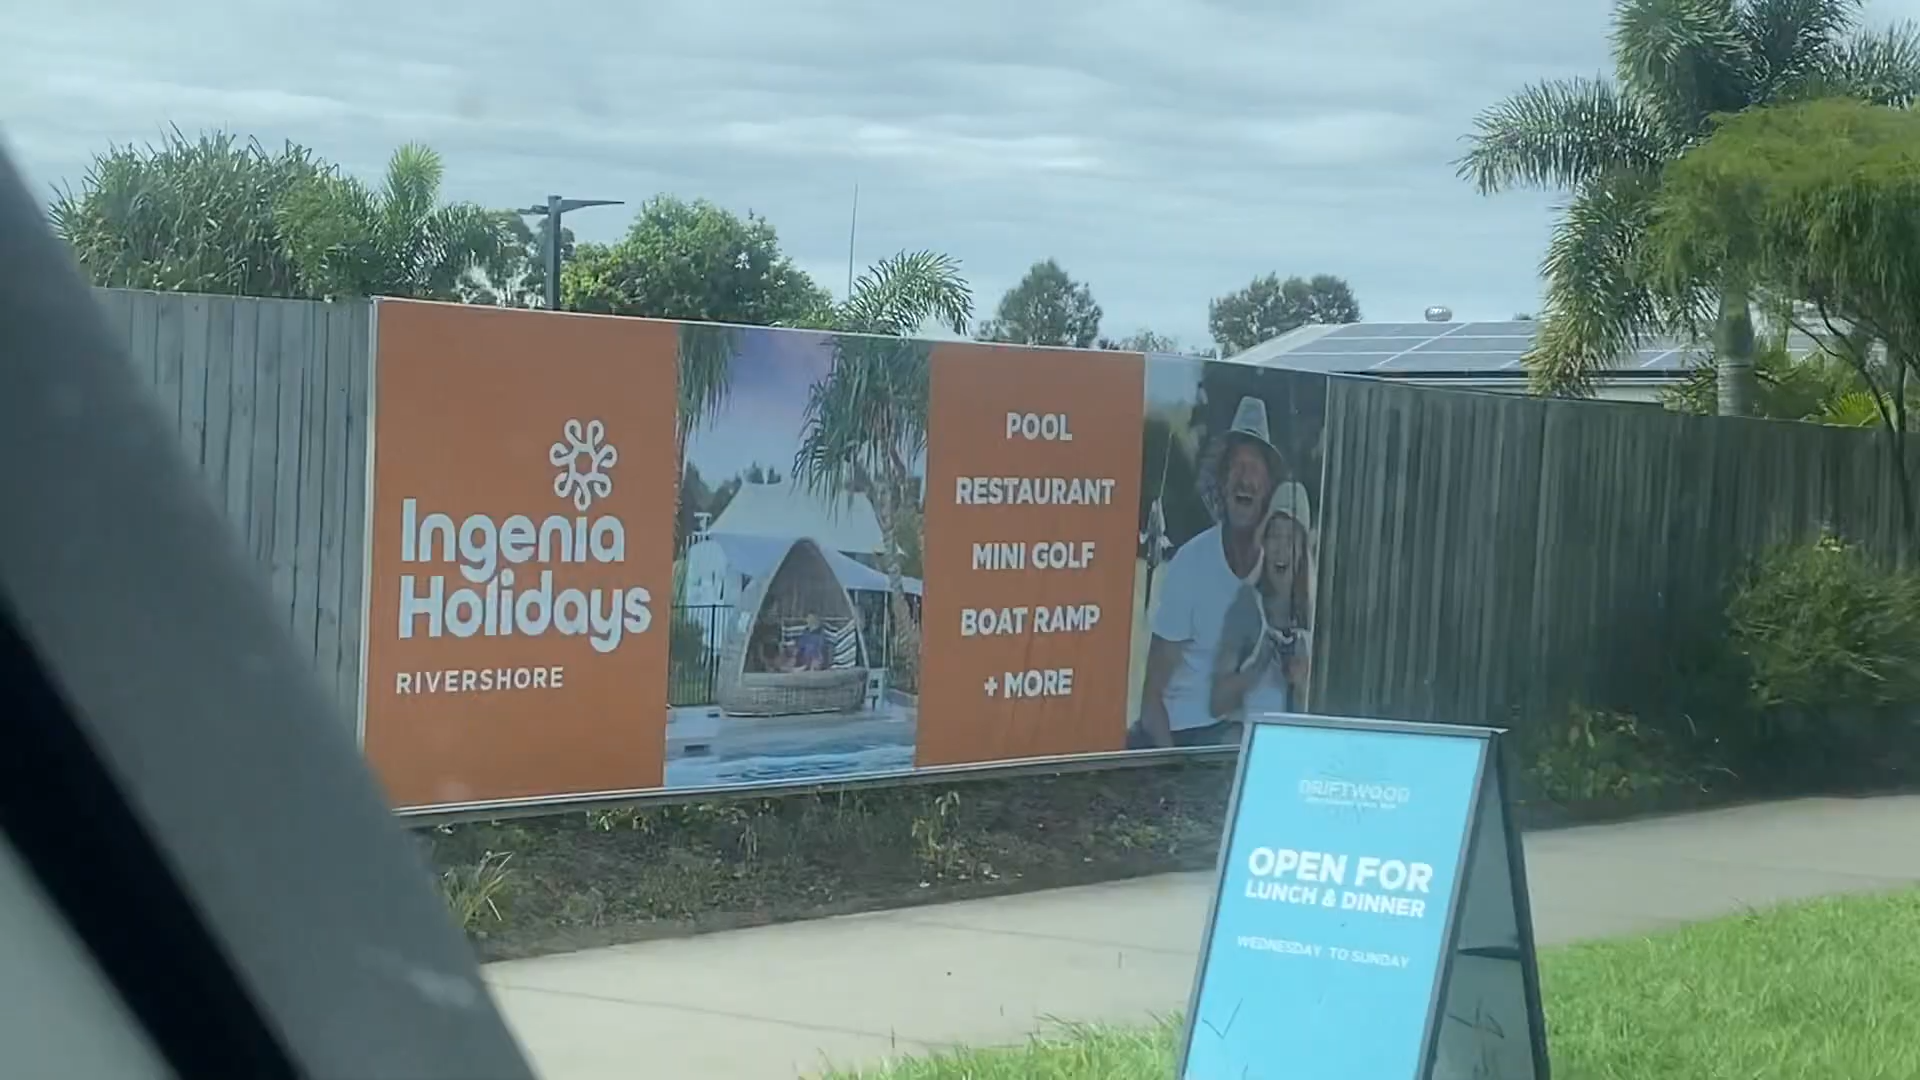 Ingenia
Holidays
RIVERSHORE
POOL
RESTAURANT
MINI GOLF
BOAT RAMP
+ MORE
DRIFTWOOD
OPEN FOR
LUNCH & DINNER
WEDNESDAY TO SUNDAY